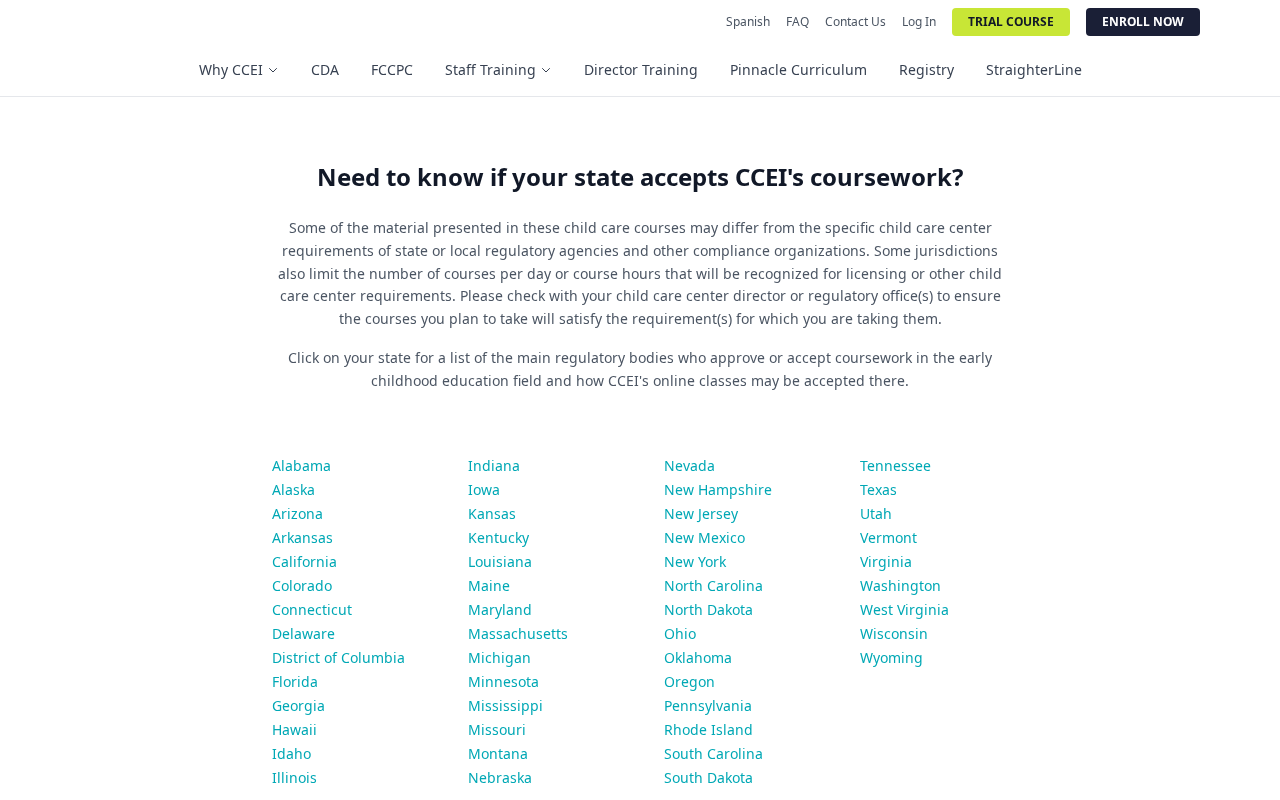 Spanish FAQ Contact Us Log In TRIAL COURSE ENROLL NOW
Why CCEI CDA FCCPC Staff Training Director Training Pinnacle Curriculum Registry StraighterLine
Need to know if your state accepts CCEI's coursework?
Some of the material presented in these child care courses may differ from the specific child care center
requirements of state or local regulatory agencies and other compliance organizations. Some jurisdictions
also limit the number of courses per day or course hours that will be recognized for licensing or other child
care center requirements. Please check with your child care center director or regulatory office(s) to ensure
the courses you plan to take will satisfy the requirement(s) for which you are taking them.
Click on your state for a list of the main regulatory bodies who approve or accept coursework in the early
childhood education field and how CCEI's online classes may be accepted there.
Alabama
Alaska
Arizona
Arkansas
California
Colorado
Connecticut
Delaware
District of Columbia
Florida
Georgia
Hawaii
Idaho
Illinois
Indiana
Iowa
Kansas
Kentucky
Louisiana
Maine
Maryland
Massachusetts
Michigan
Minnesota
Mississippi
Missouri
Montana
Nebraska
Nevada
New Hampshire
New Jersey
New Mexico
New York
North Carolina
North Dakota
Ohio
Oklahoma
Oregon
Pennsylvania
Rhode Island
South Carolina
South Dakota
Tennessee
Texas
Utah
Vermont
Virginia
Washington
West Virginia
Wisconsin
Wyoming